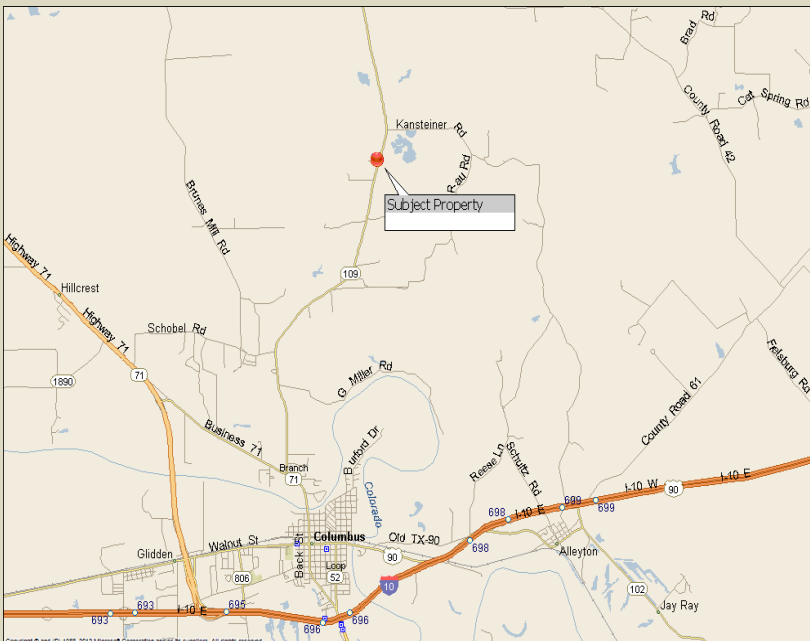 Brad Rd
County Road 42
Cat Spring Rd
Kansteiner Rd
Rau Rd
Subject Property
Brunes Mill Rd
Highway 71
109
Hillcrest
Highway 71
Schobel Rd
71
1890
G. Miller Rd
Felsburg Rd
County Road 61
Business 71
Burford Dr
Branch
71
Reese Ln
Schultz Rd
Colorado
I-10 W
90
I-10 E
698
I-10 E
699
699
Walnut St
Back St
Columbus
Old TX-90
90
698
Glidden
Alleyton
806
Loop
52
10
102
Jay Ray
693
693
I-10 E
695
696
696